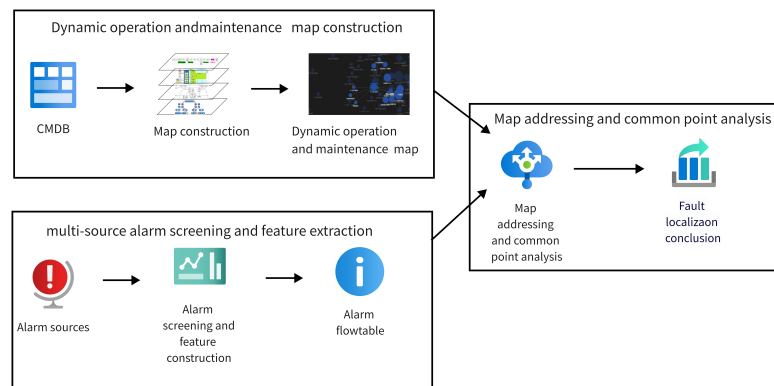 Dynamic operation andmaintenance map construction
CMDB
Map construction
Dynamic operation
and maintenance map
Map addressing and common point analysis
Map
addressing
and common
point analysis
Fault
localizaon
conclusion
multi-source alarm screening and feature extraction
Alarm sources
Alarm
screening and
feature
construction
Alarm
flowtable